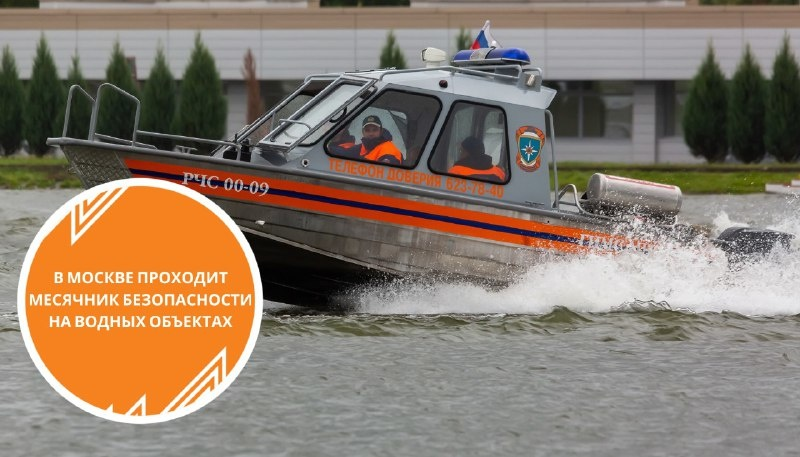 РЧС 00-09
ТЕЛЕФОН ДОВЕРИЯ 623-78-40
В МОСКВЕ ПРОХОДИТ
МЕСЯЧНИК БЕЗОПАСНОСТИ
НА ВОДНЫХ ОБЪЕКТАХ